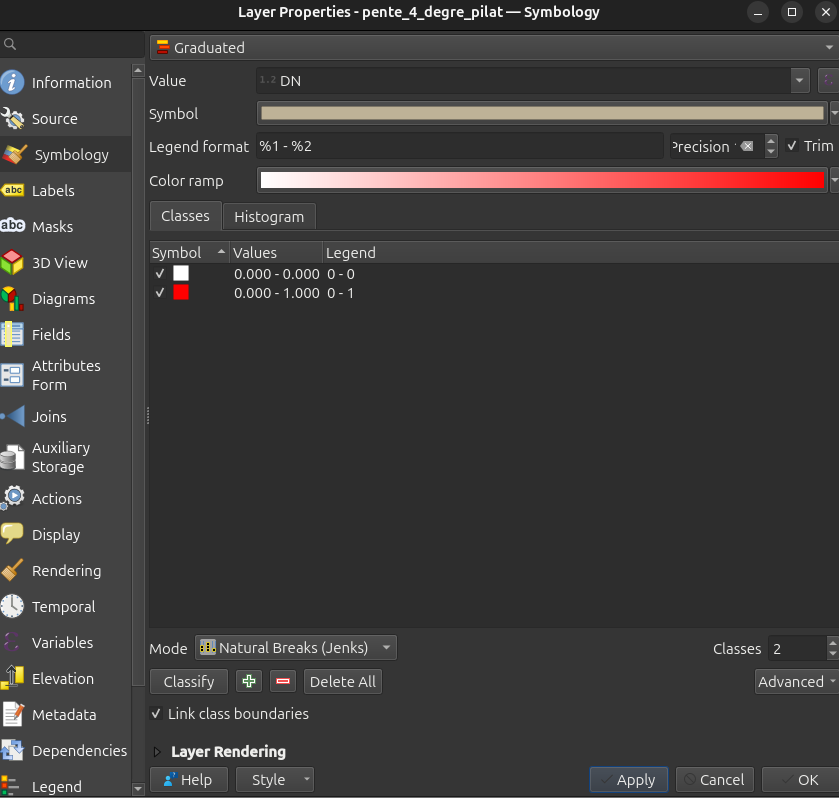 Layer Properties - pente_4_degre_pilat — Symbology
Information
Source
Symbology
abc Labels
abc Masks
3D View
Diagrams
Fields
Attributes
Form
Joins
Auxiliary
Storage
Actions
Display
Rendering
Temporal
Variables
Elevation
Metadata
Dependencies
Legend
Graduated
Value 1.2 DN
Symbol
Legend format %1 - %2 Precision Trim
Color ramp
Classes Histogram
Symbol Values Legend
0.000 - 0.000 0 - 0
0.000 - 1.000 0 - 1
Mode Natural Breaks (Jenks) Classes 2
Classify Delete All Advanced
Link class boundaries
Layer Rendering
Help Style Apply Cancel OK